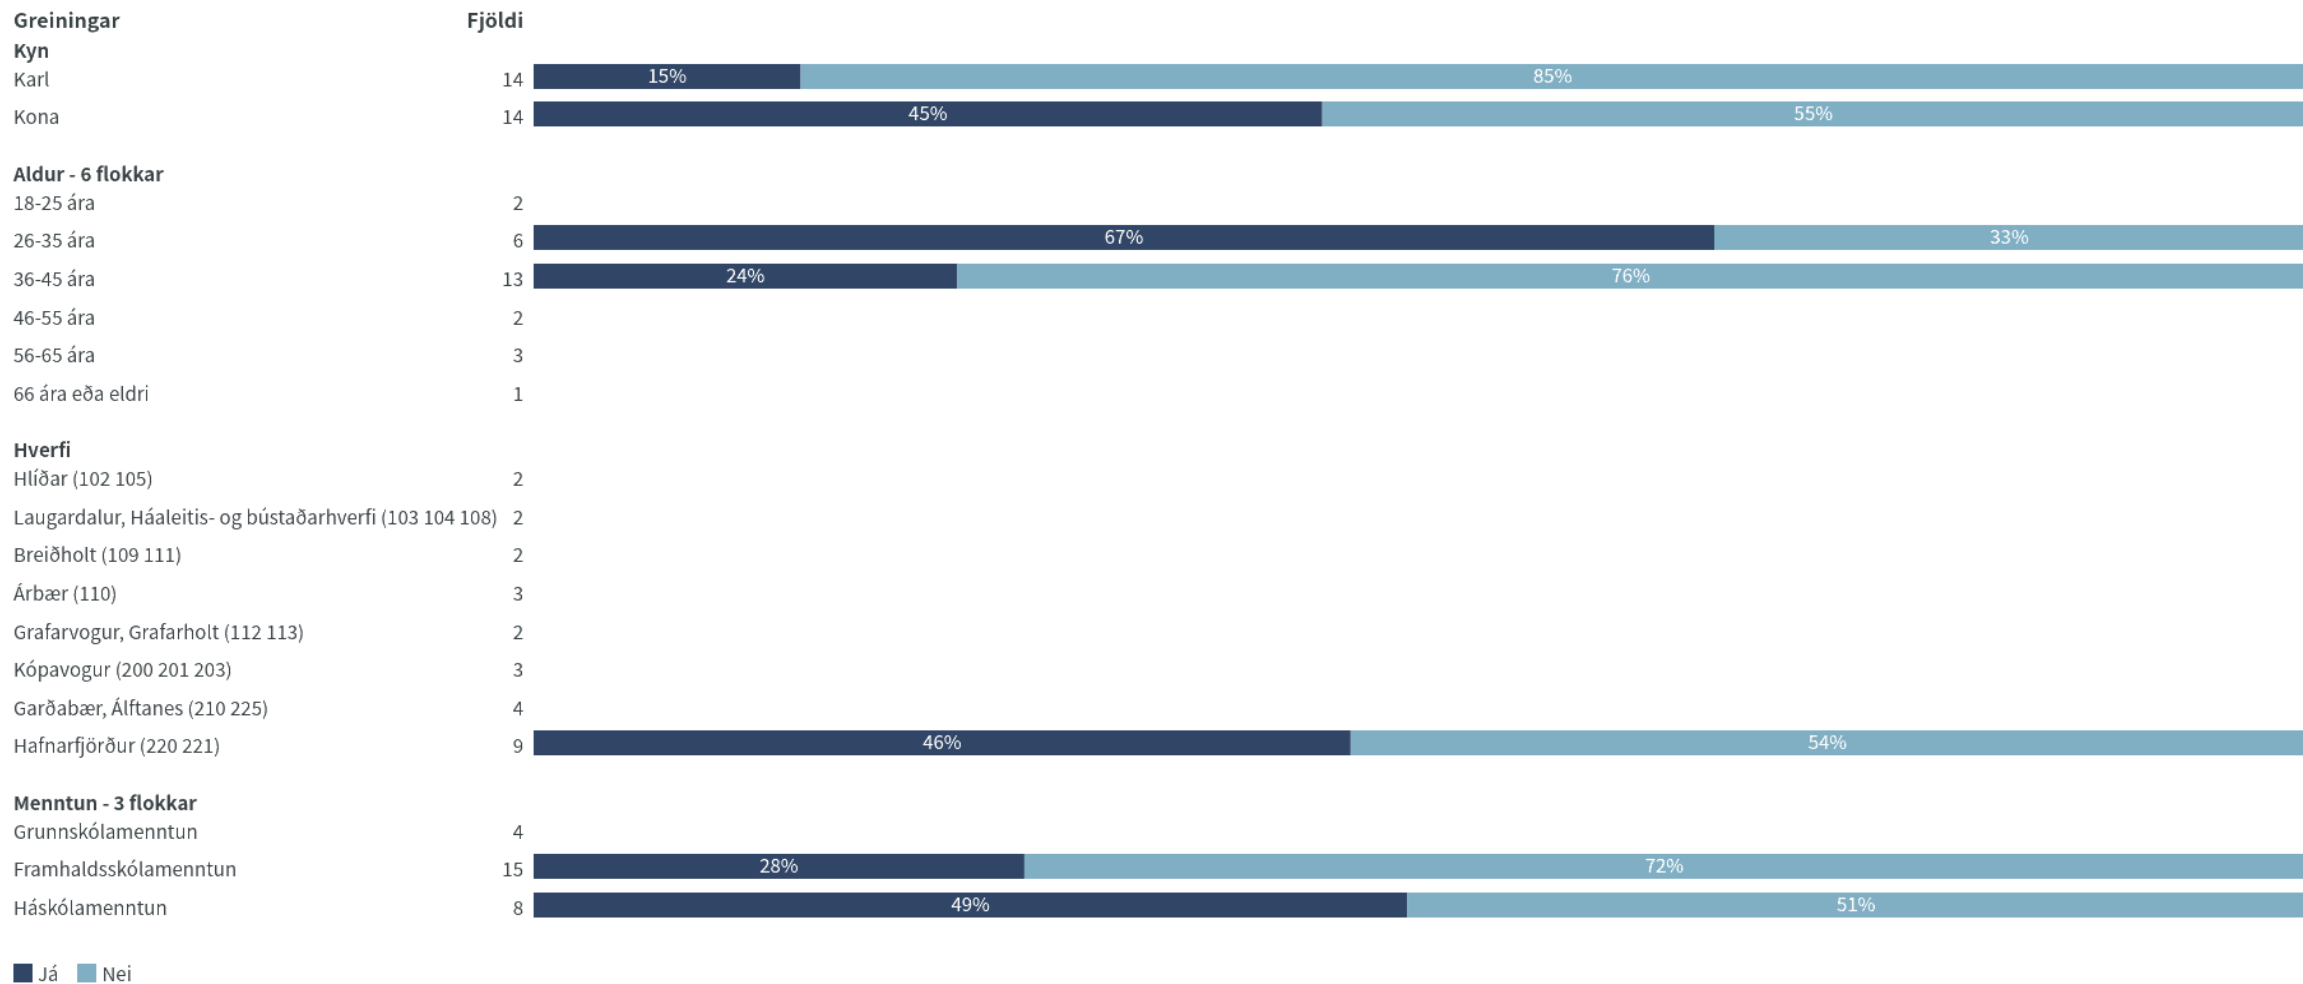 Greiningar Fjöldi
Kyn
Karl 14 15% 85%
Kona 14 45% 55%
Aldur - 6 flokkar
18-25 ára 2
26-35 ára 6 67% 33%
36-45 ára 13 24% 76%
46-55 ára 2
56-65 ára 3
66 ára eða eldri 1
Hverfi
Hlíðar (102 105) 2
Laugardalur, Háaleitis- og bústaðarhverfi (103 104 108) 2
Breiðholt (109 111) 2
Árbær (110) 3
Grafarvogur, Grafarholt (112 113) 2
Kópavogur (200 201 203) 3
Garðabær, Álftanes (210 225) 4
Hafnarfjörður (220 221) 9 46% 54%
Menntun - 3 flokkar
Grunnskólamenntun 4
Framhaldsskólamenntun 15 28% 72%
Háskólamenntun 8 49% 51%
Já Nei